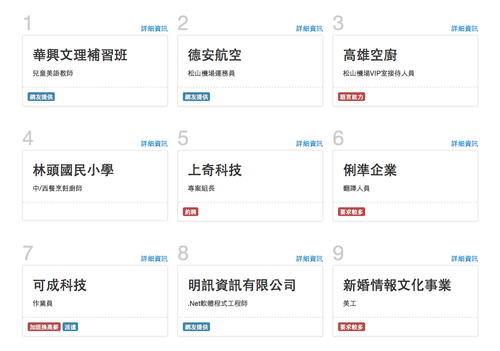 1
詳細資訊
華興文理補習班
兒童美語教師
網友提供
2
詳細資訊
德安航空
松山機場運務員
網友提供
3
詳細資訊
高雄空廚
松山機場VIP室接待人員
語言能力
4
詳細資訊
林頭國民小學
中/西餐烹飪廚師
5
詳細資訊
上奇科技
專案組長
約聘
6
詳細資訊
俐準企業
翻譯人員
要求較多
7
詳細資訊
可成科技
作業員
加班換高薪 派遣
8
詳細資訊
明訊資訊有限公司
.Net軟體程式工程師
網友提供
9
詳細資訊
新婚情報文化事業
美工
要求較多